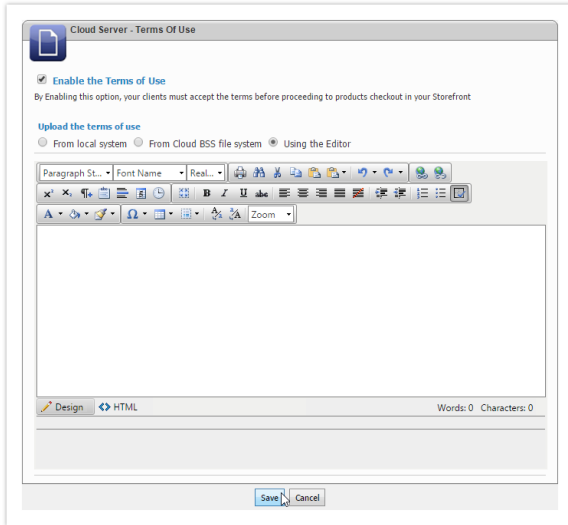 Cloud Server - Terms Of Use
Enable the Terms of Use
By Enabling this option, your clients must accept the terms before proceeding to products checkout in your Storefront
Upload the terms of use
From local system From Cloud BSS file system Using the Editor
Paragraph St... Font Name Real...
B I U abc
A Ω Zoom
Design HTML Words: 0 Characters: 0
Save Cancel